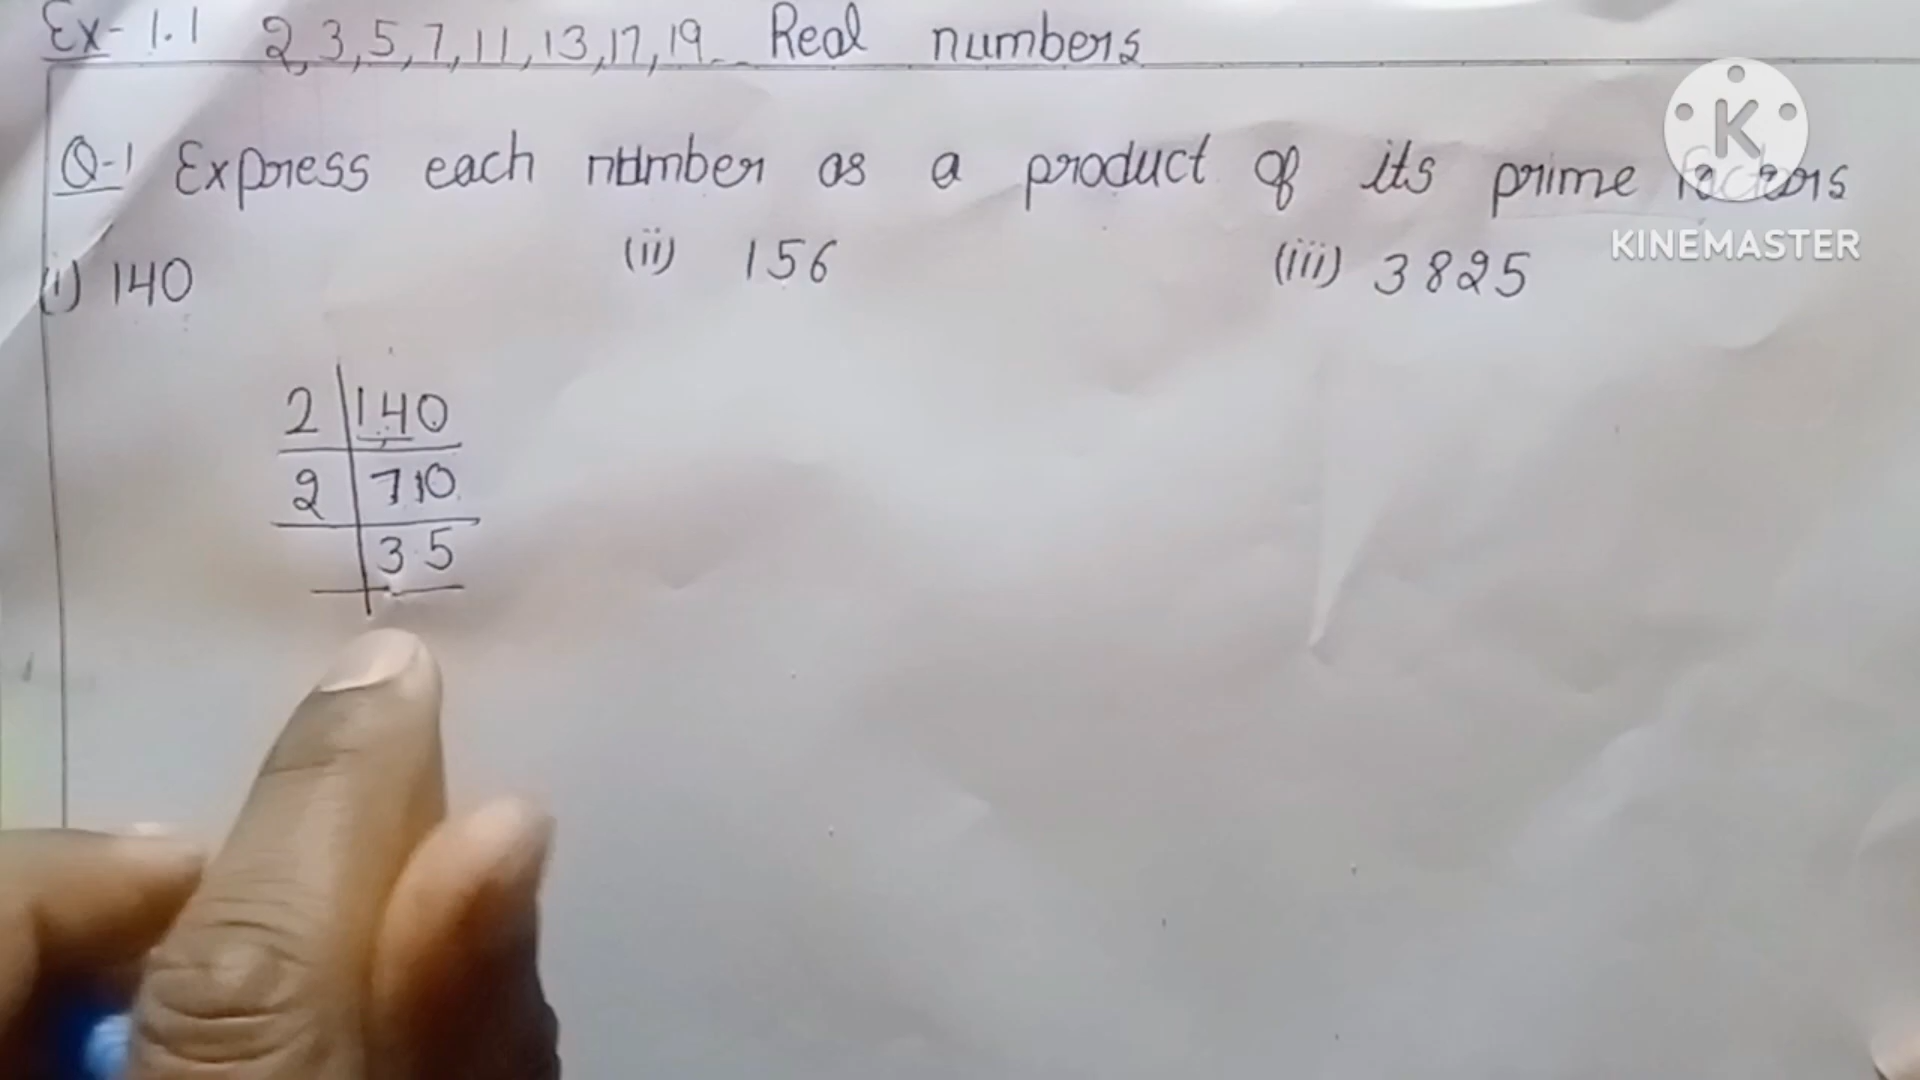 Ex-1.1 2,3,5,7,11,13,17,19.. Real numbers
Q-1 Express each number as a product of its prime factors
(i) 140 (ii) 156 (iii) 3825
K
KINEMASTER
2 140
2 710
35